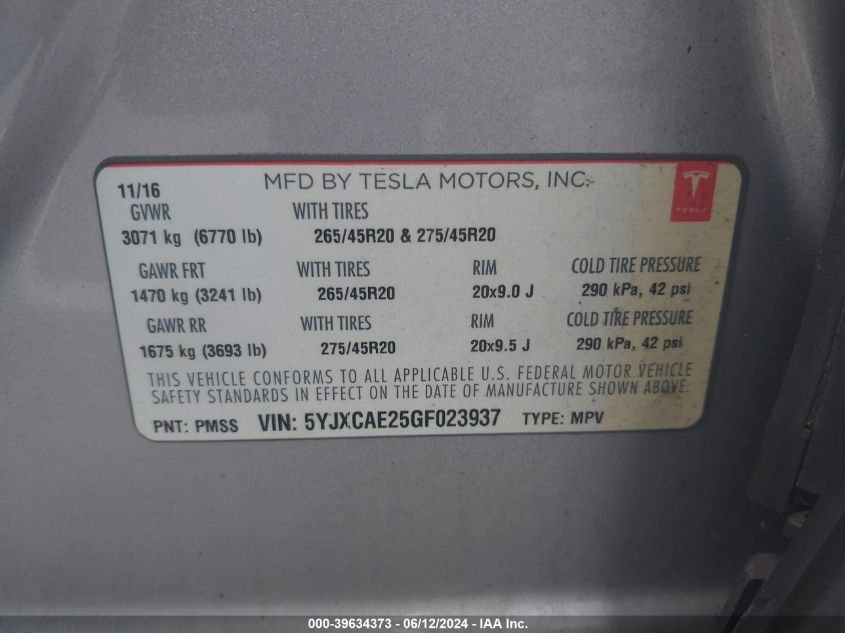 11/16 MFD BY TESLA MOTORS, INC.
TESLA
GVWR WITH TIRES
3071 kg (6770 lb) 265/45R20 & 275/45R20
GAWR FRT WITH TIRES RIM COLD TIRE PRESSURE
1470 kg (3241 lb) 265/45R20 20x9.0 J 290 kPa, 42 psi
GAWR RR WITH TIRES RIM COLD TIRE PRESSURE
1675 kg (3693 lb) 275/45R20 20x9.5 J 290 kPa, 42 psi
THIS VEHICLE CONFORMS TO ALL APPLICABLE U.S. FEDERAL MOTOR VEHICLE
SAFETY STANDARDS IN EFFECT ON THE DATE OF MANUFACTURE SHOWN ABOVE.
PNT: PMSS VIN: 5YJXCAE25GF023937 TYPE: MPV
000-39634373 - 06/12/2024 - IAA Inc.